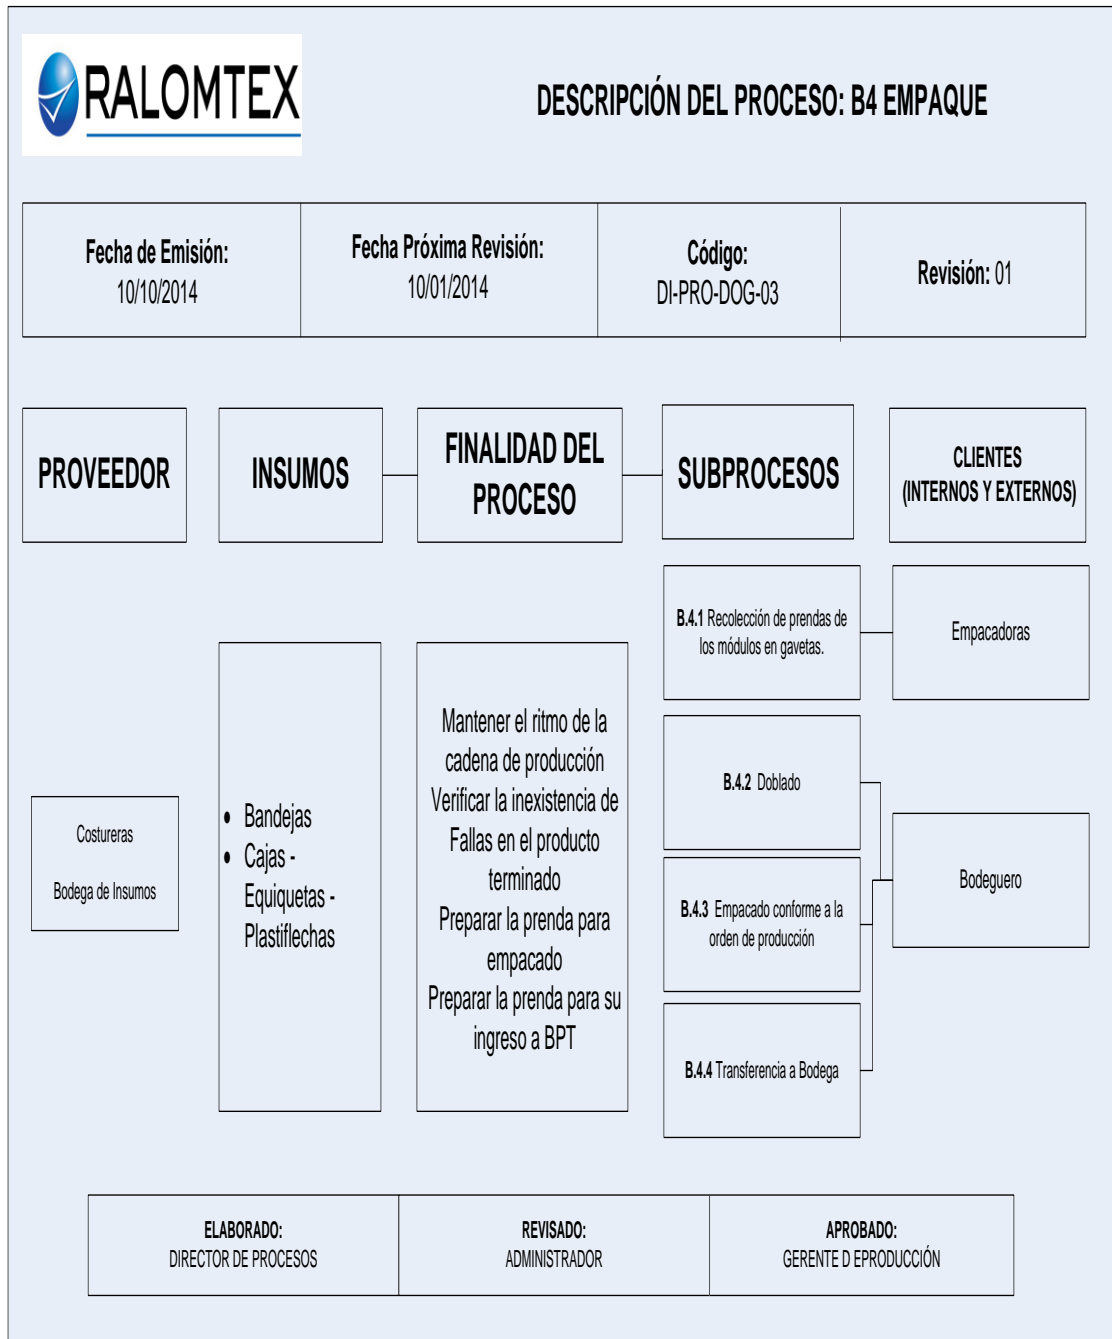 RALOMTEX
DESCRIPCIÓN DEL PROCESO: B4 EMPAQUE
Fecha de Emisión:
10/10/2014
Fecha Próxima Revisión:
10/01/2014
Código:
DI-PRO-DOG-03
Revisión: 01
PROVEEDOR
INSUMOS
FINALIDAD DEL
PROCESO
SUBPROCESOS
CLIENTES
(INTERNOS Y EXTERNOS)
Costureras
Bodega de Insumos
• Bandejas
• Cajas -
Equiquetas -
Plastiflechas
Mantener el ritmo de la
cadena de producción
Verificar la inexistencia de
Fallas en el producto
terminado
Preparar la prenda para
empacado
Preparar la prenda para su
ingreso a BPT
B.4.1 Recolección de prendas de
los módulos en gavetas.
B.4.2 Doblado
B.4.3 Empacado conforme a la
orden de producción
B.4.4 Transferencia a Bodega
Empacadoras
Bodeguero
ELABORADO:
DIRECTOR DE PROCESOS
REVISADO:
ADMINISTRADOR
APROBADO:
GERENTE D EPRODUCCIÓN